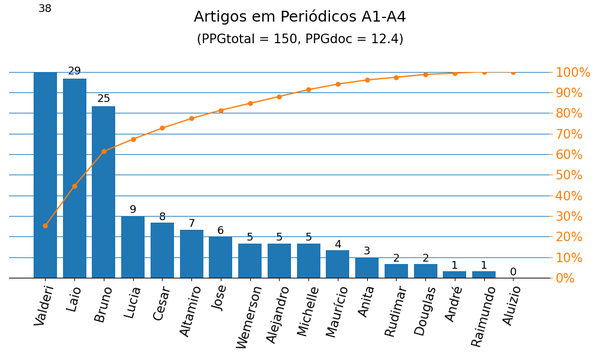 Artigos em Periódicos A1-A4
(PPGtotal = 150, PPGdoc = 12.4)
38
29
25
9
8
7
6
5
5
5
4
3
2
2
1
1
0
100%
90%
80%
70%
60%
50%
40%
30%
20%
10%
0%
Valderi
Laio
Bruno
Lucia
Cesar
Altamiro
Jose
Wemerson
Alejandro
Michelle
Maurício
Anita
Rudimar
Douglas
André
Raimundo
Aluizio